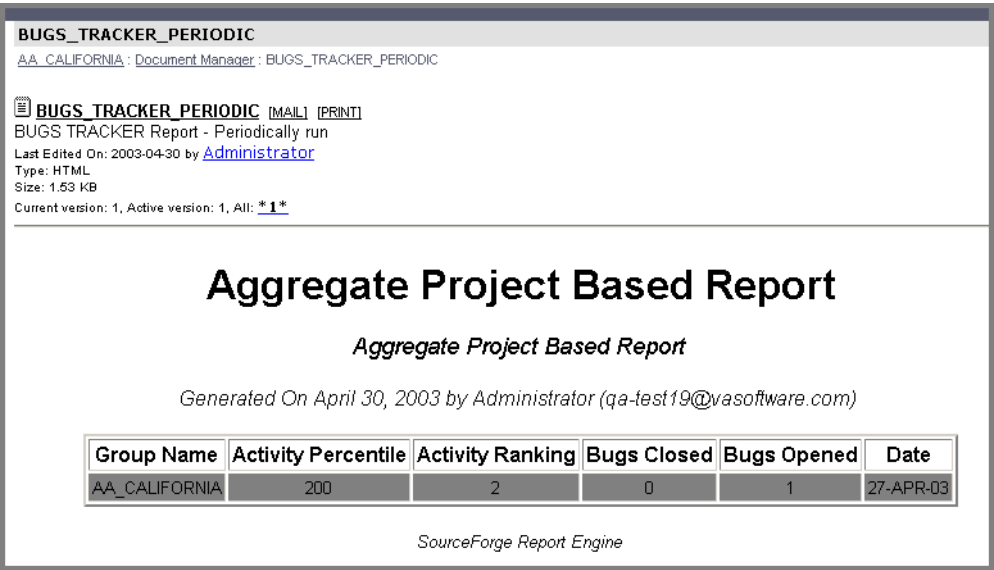 BUGS_TRACKER_PERIODIC
AA_CALIFORNIA : Document Manager : BUGS_TRACKER_PERIODIC
BUGS_TRACKER_PERIODIC [MAIL] [PRINT]
BUGS TRACKER Report - Periodically run
Last Edited On: 2003-04-30 by Administrator
Type: HTML
Size: 1.53 KB
Current version: 1, Active version: 1, All: *1*
Aggregate Project Based Report
Aggregate Project Based Report
Generated On April 30, 2003 by Administrator (qa-test19@vasoftware.com)
Group Name Activity Percentile Activity Ranking Bugs Closed Bugs Opened Date
AA_CALIFORNIA 200 2 0 1 27-APR-03
SourceForge Report Engine